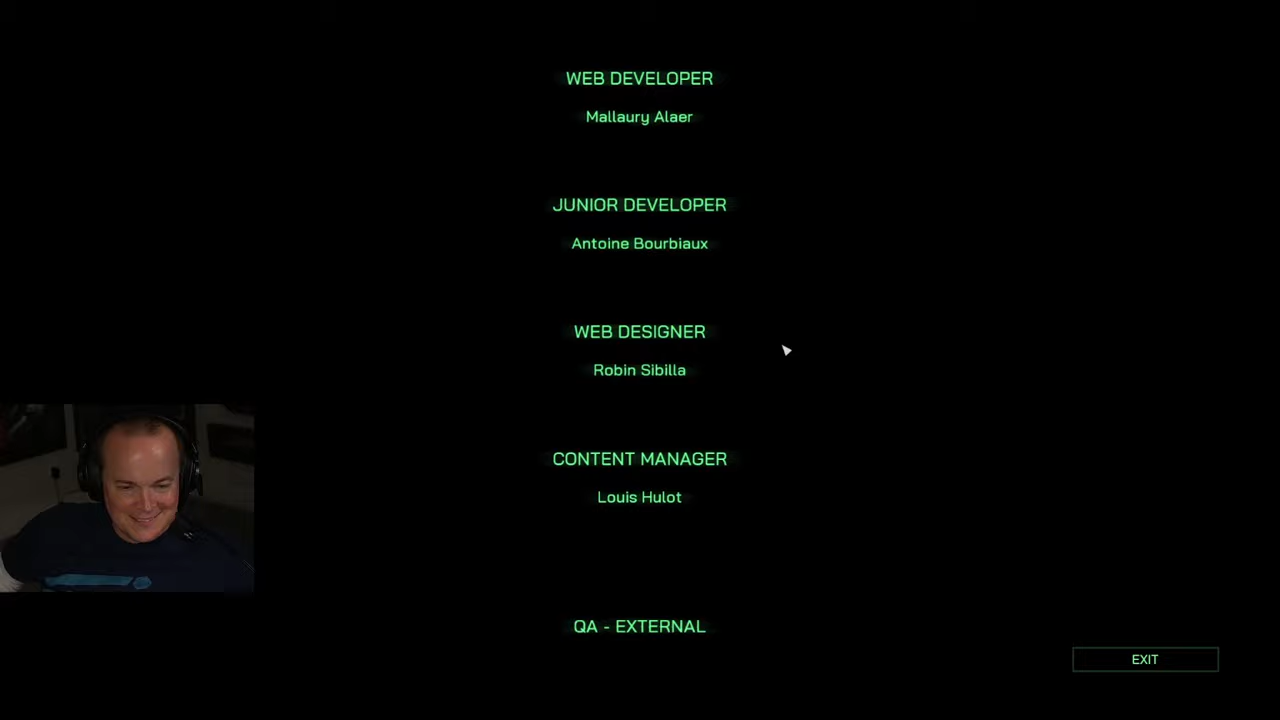 WEB DEVELOPER
Mallaury Alaer
JUNIOR DEVELOPER
Antoine Bourbiaux
WEB DESIGNER
Robin Sibilla
CONTENT MANAGER
Louis Hulot
QA - EXTERNAL
EXIT